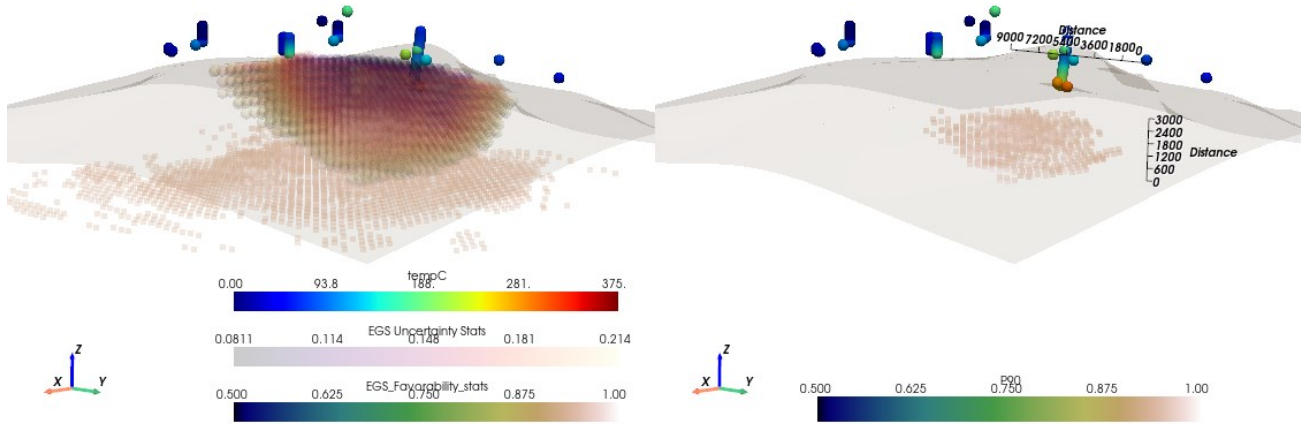 Distance
9000 7200 5400 3600 1800 0
3000
2400
1800
1200
600
0
Distance
tempC
0.00 93.8 188. 281. 375.
EGS Uncertainty Stats
0.0811 0.114 0.148 0.181 0.214
EGS_Favorability_stats
0.500 0.625 0.750 0.875 1.00
Z
X Y
Z
X Y
P90
0.500 0.625 0.750 0.875 1.00